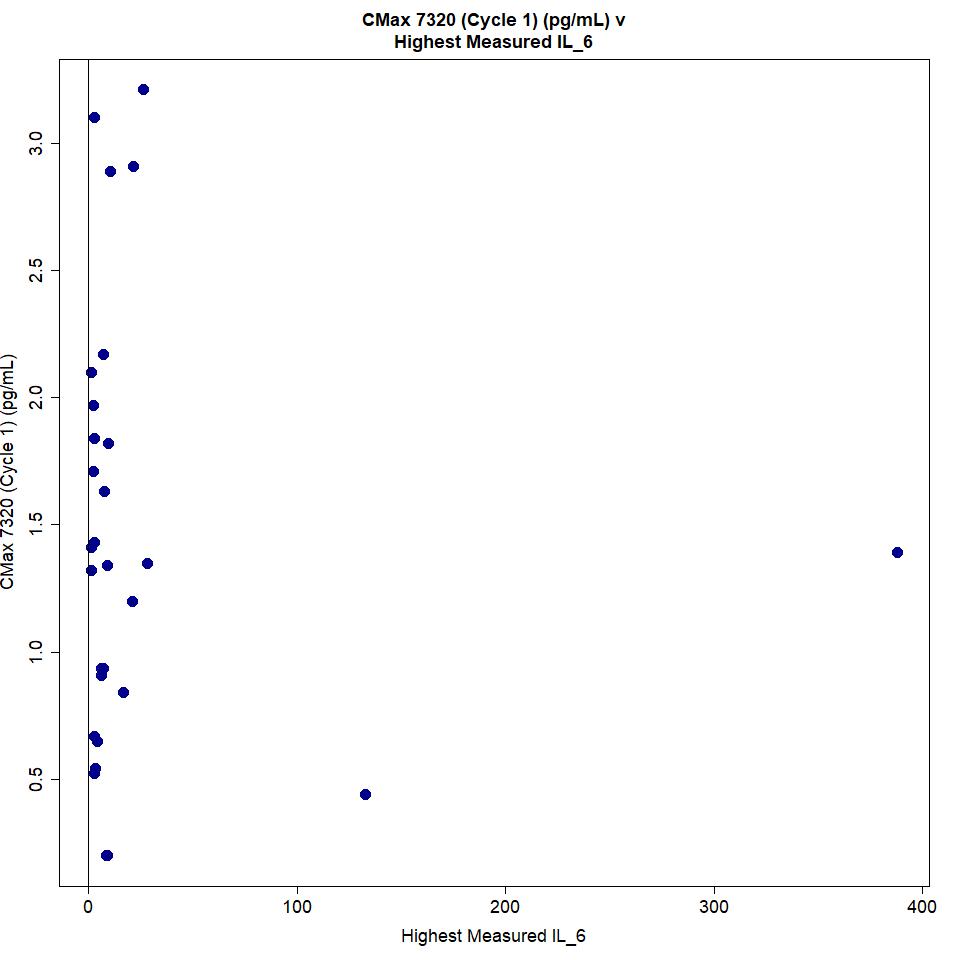 CMax 7320 (Cycle 1) (pg/mL) v
Highest Measured IL_6
CMax 7320 (Cycle 1) (pg/mL)
3.0
2.5
2.0
1.5
1.0
0.5
0
100
200
300
400
Highest Measured IL_6